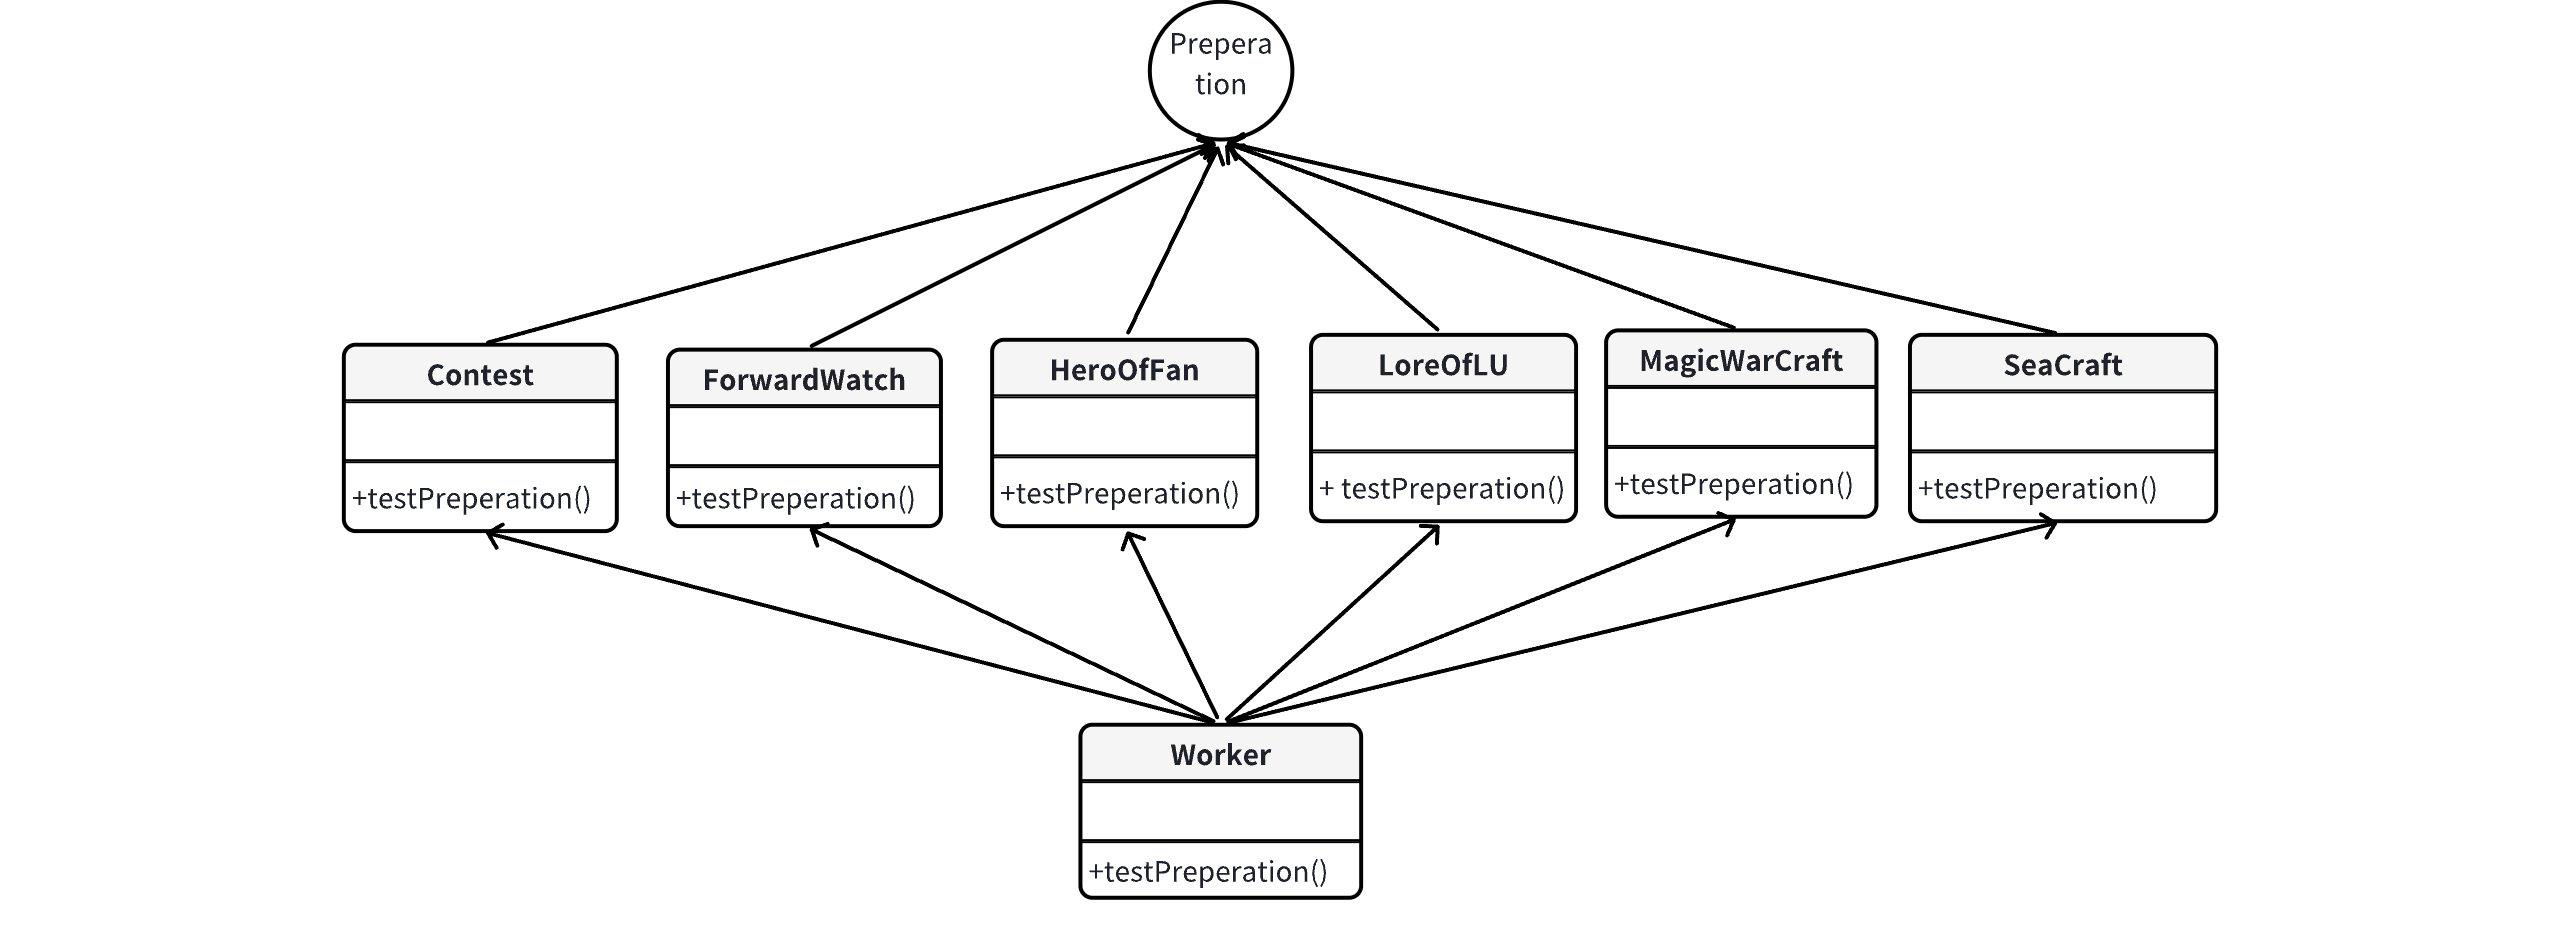 Prepera
tion
Contest
+testPreperation()
ForwardWatch
+testPreperation()
HeroOfFan
+testPreperation()
LoreOfLU
+ testPreperation()
MagicWarCraft
+testPreperation()
SeaCraft
+testPreperation()
Worker
+testPreperation()